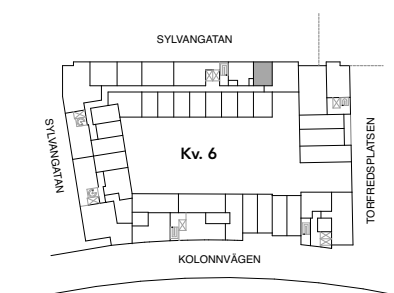 SYLVANGATAN
SYLVANGATAN
Kv. 6
TORFREDSPLATSEN
KOLONNVÄGEN